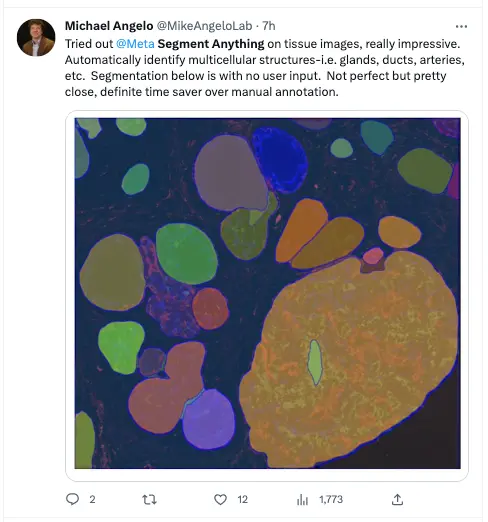 Michael Angelo @MikeAngeloLab · 7h
Tried out @Meta Segment Anything on tissue images, really impressive.
Automatically identify multicellular structures-i.e. glands, ducts, arteries,
etc.  Segmentation below is with no user input.  Not perfect but pretty
close, definite time saver over manual annotation.
2 12 1,773